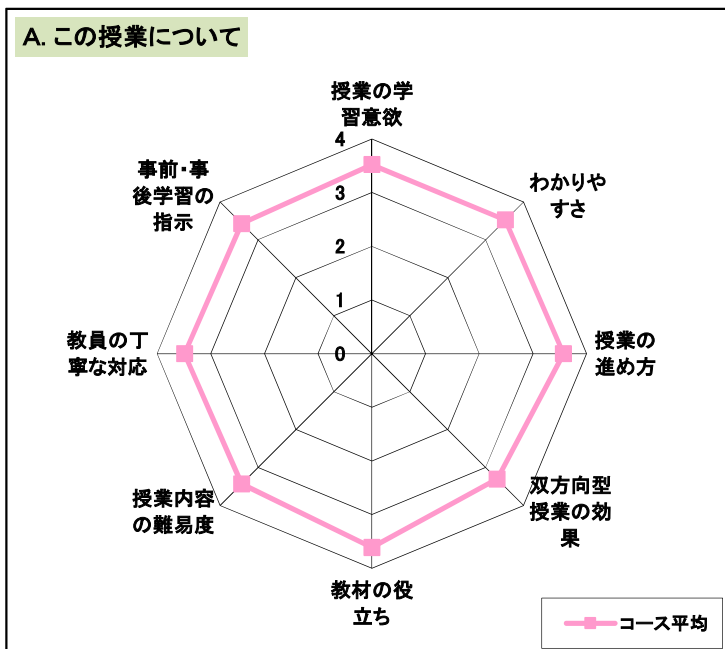 A. この授業について
授業の学
習意欲
4
3
2
1
0
わかりや
すさ
授業の
進め方
双方向型
授業の効
果
教材の役
立ち
授業内容
の難易度
教員の丁
寧な対応
事前・事
後学習の
指示
コース平均